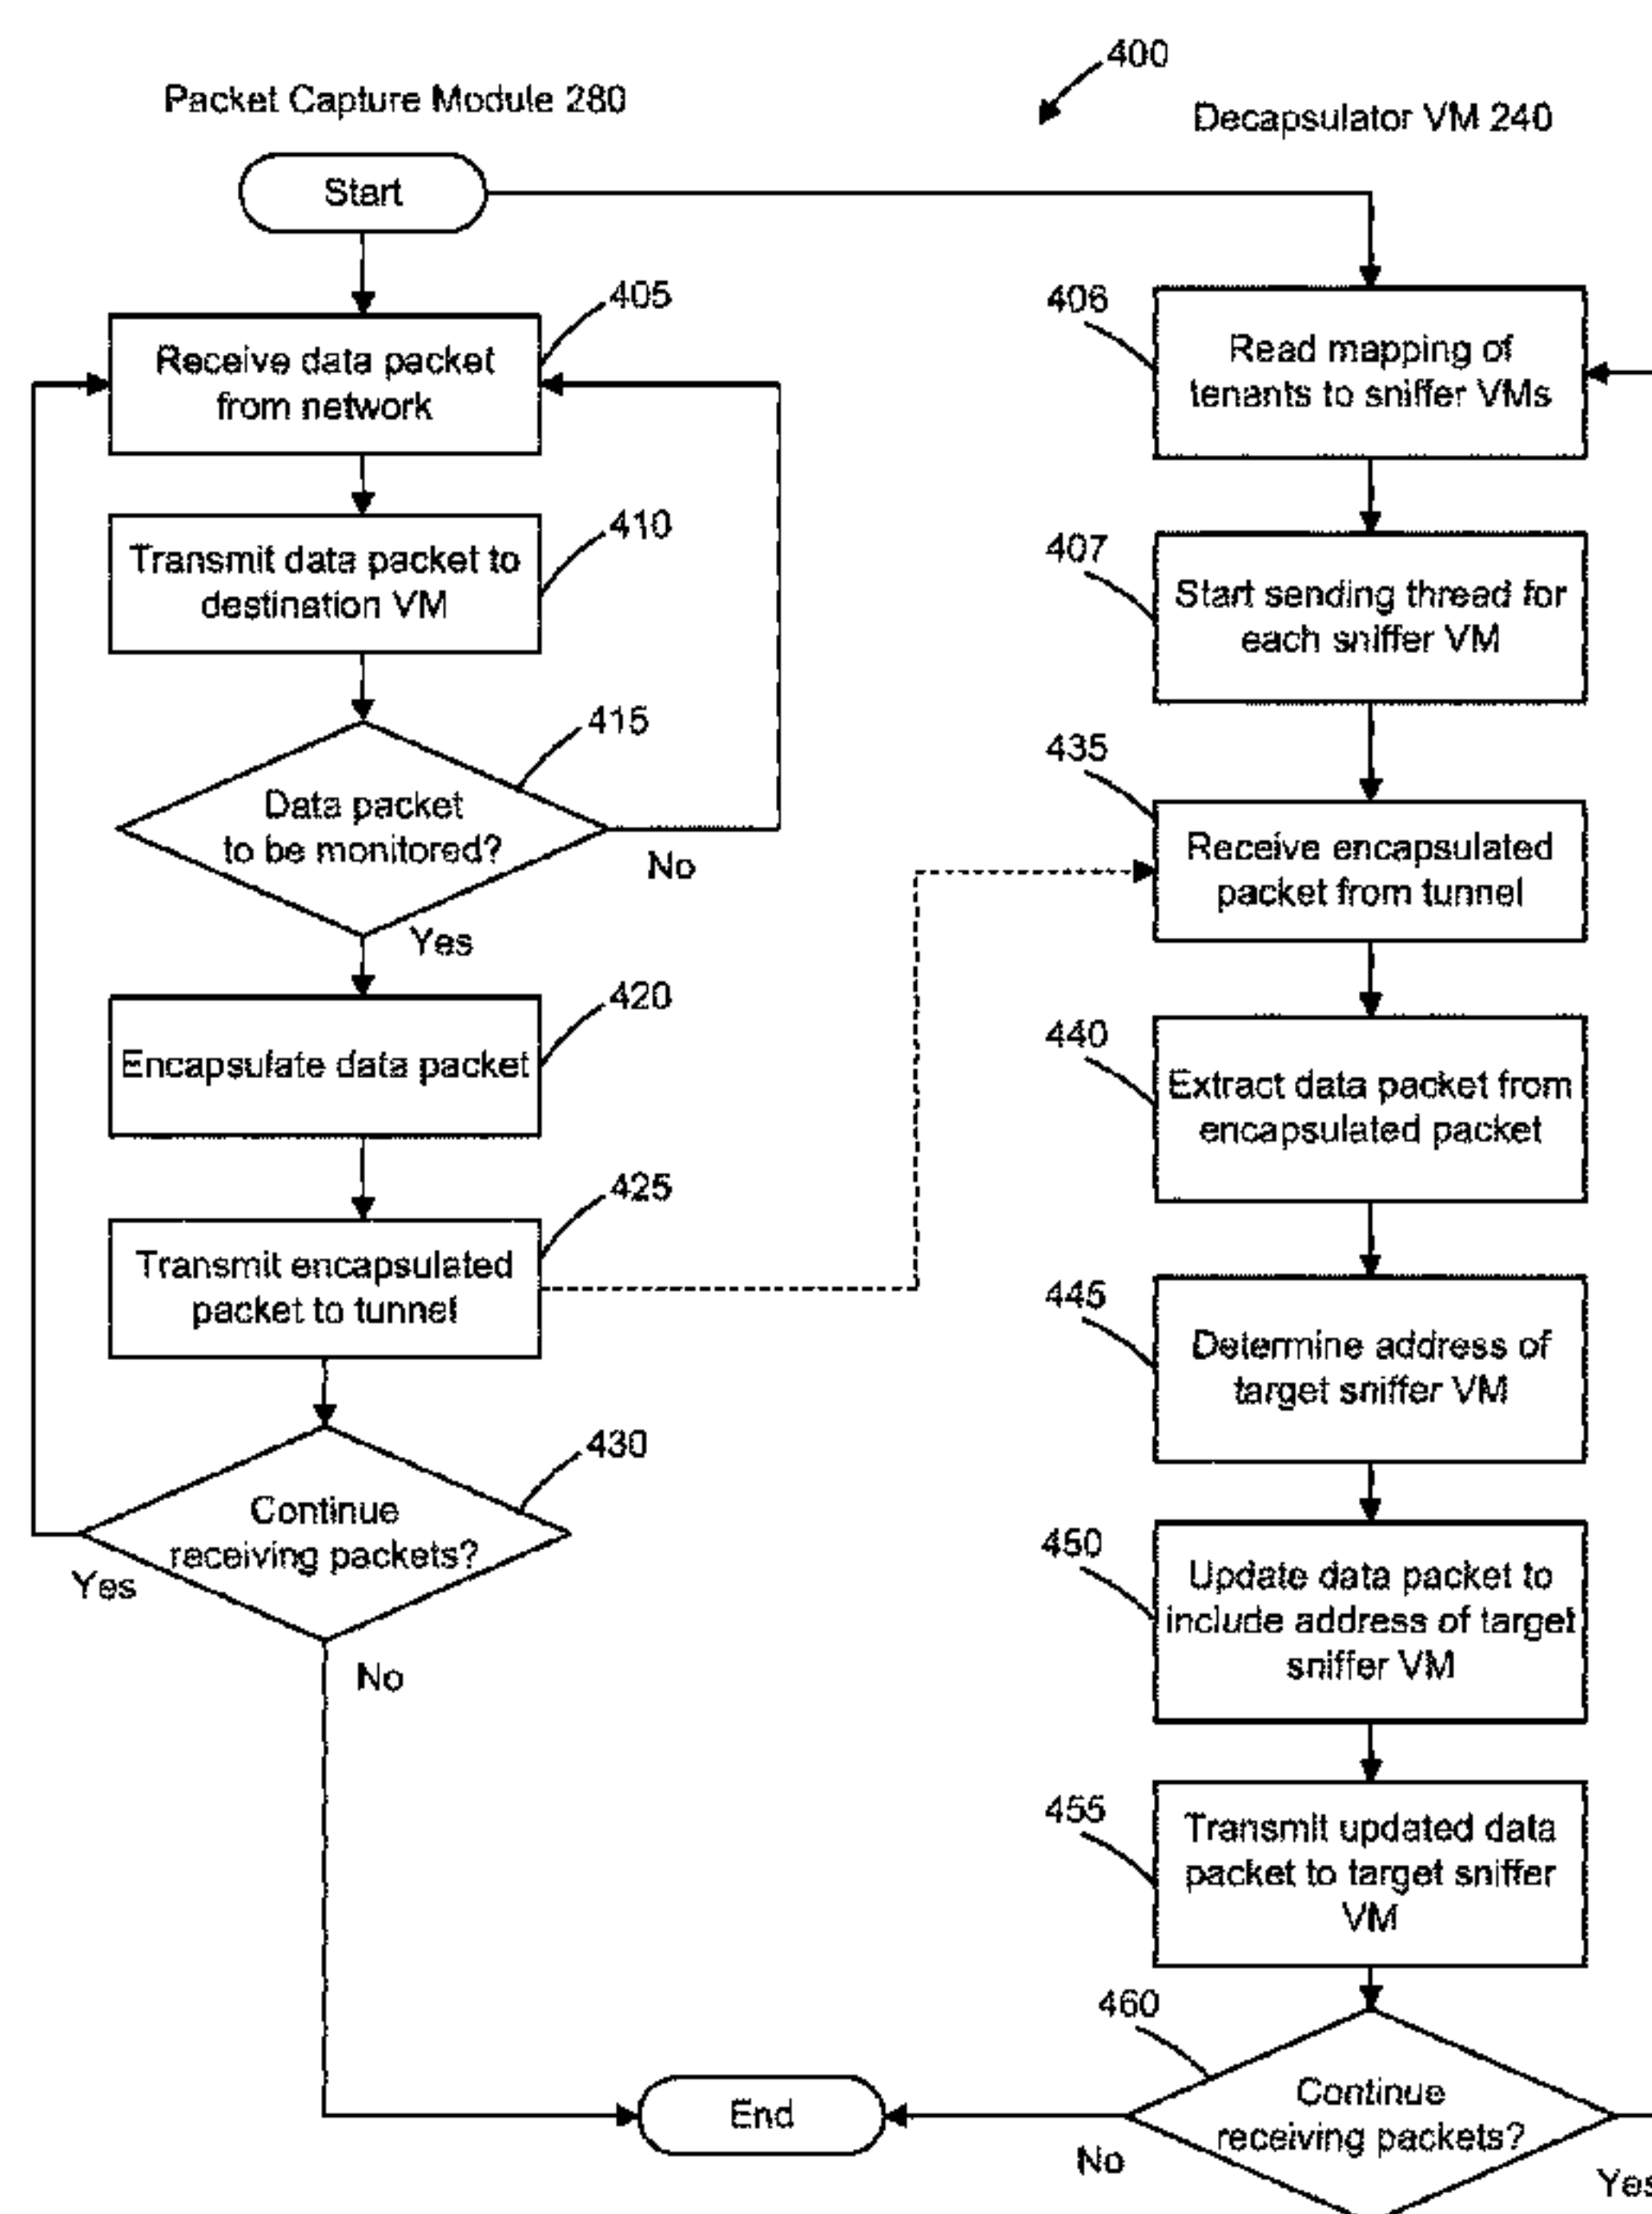 400
Packet Capture Module 280
Decapsulator VM 240
Start
405
Receive data packet
from network
410
Transmit data packet to
destination VM
415
Data packet
to be monitored?
No
Yes
420
Encapsulate data packet
425
Transmit encapsulated
packet to tunnel
430
Continue
receiving packets?
Yes
No
406
Read mapping of
tenants to sniffer VMs
407
Start sending thread for
each sniffer VM
435
Receive encapsulated
packet from tunnel
440
Extract data packet from
encapsulated packet
445
Determine address of
target sniffer VM
450
Update data packet to
include address of target
sniffer VM
455
Transmit updated data
packet to target sniffer
VM
460
Continue
receiving packets?
No
Yes
End